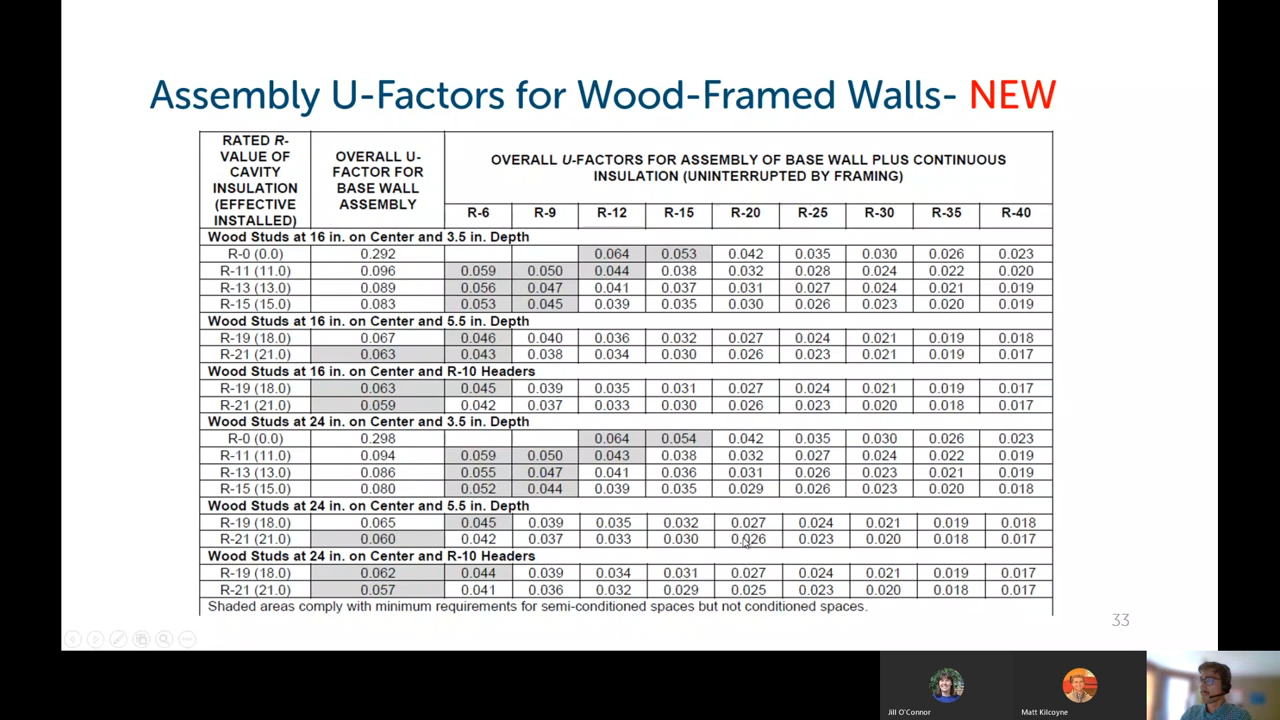 Assembly U-Factors for Wood-Framed Walls- NEW
RATED R-VALUE OF CAVITY INSULATION (EFFECTIVE INSTALLED) OVERALL U-FACTOR FOR BASE WALL ASSEMBLY OVERALL U-FACTORS FOR ASSEMBLY OF BASE WALL PLUS CONTINUOUS INSULATION (UNINTERRUPTED BY FRAMING)
R-6 R-9 R-12 R-15 R-20 R-25 R-30 R-35 R-40
Wood Studs at 16 in. on Center and 3.5 in. Depth
R-0 (0.0) 0.292 0.064 0.053 0.042 0.035 0.030 0.026 0.023
R-11 (11.0) 0.096 0.059 0.050 0.044 0.038 0.032 0.028 0.024 0.022 0.020
R-13 (13.0) 0.089 0.056 0.047 0.041 0.037 0.031 0.027 0.024 0.021 0.019
R-15 (15.0) 0.083 0.053 0.045 0.039 0.035 0.030 0.026 0.023 0.020 0.019
Wood Studs at 16 in. on Center and 5.5 in. Depth
R-19 (18.0) 0.067 0.046 0.040 0.036 0.032 0.027 0.024 0.021 0.019 0.018
R-21 (21.0) 0.063 0.043 0.038 0.034 0.030 0.026 0.023 0.021 0.019 0.017
Wood Studs at 16 in. on Center and R-10 Headers
R-19 (18.0) 0.063 0.045 0.039 0.035 0.031 0.027 0.024 0.021 0.019 0.017
R-21 (21.0) 0.059 0.042 0.037 0.033 0.030 0.026 0.023 0.020 0.018 0.017
Wood Studs at 24 in. on Center and 3.5 in. Depth
R-0 (0.0) 0.298 0.064 0.054 0.042 0.035 0.030 0.026 0.023
R-11 (11.0) 0.094 0.059 0.050 0.043 0.038 0.032 0.027 0.024 0.022 0.019
R-13 (13.0) 0.086 0.055 0.047 0.041 0.036 0.031 0.026 0.023 0.021 0.019
R-15 (15.0) 0.080 0.052 0.044 0.039 0.035 0.029 0.026 0.023 0.020 0.018
Wood Studs at 24 in. on Center and 5.5 in. Depth
R-19 (18.0) 0.065 0.045 0.039 0.035 0.032 0.027 0.024 0.021 0.019 0.018
R-21 (21.0) 0.060 0.042 0.037 0.033 0.030 0.026 0.023 0.020 0.018 0.017
Wood Studs at 24 in. on Center and R-10 Headers
R-19 (18.0) 0.062 0.044 0.039 0.034 0.031 0.027 0.024 0.021 0.019 0.017
R-21 (21.0) 0.057 0.041 0.036 0.032 0.029 0.025 0.023 0.020 0.018 0.017
Shaded areas comply with minimum requirements for semi-conditioned spaces but not conditioned spaces.
33
Jill O'Connor
Matt Kilcoyne